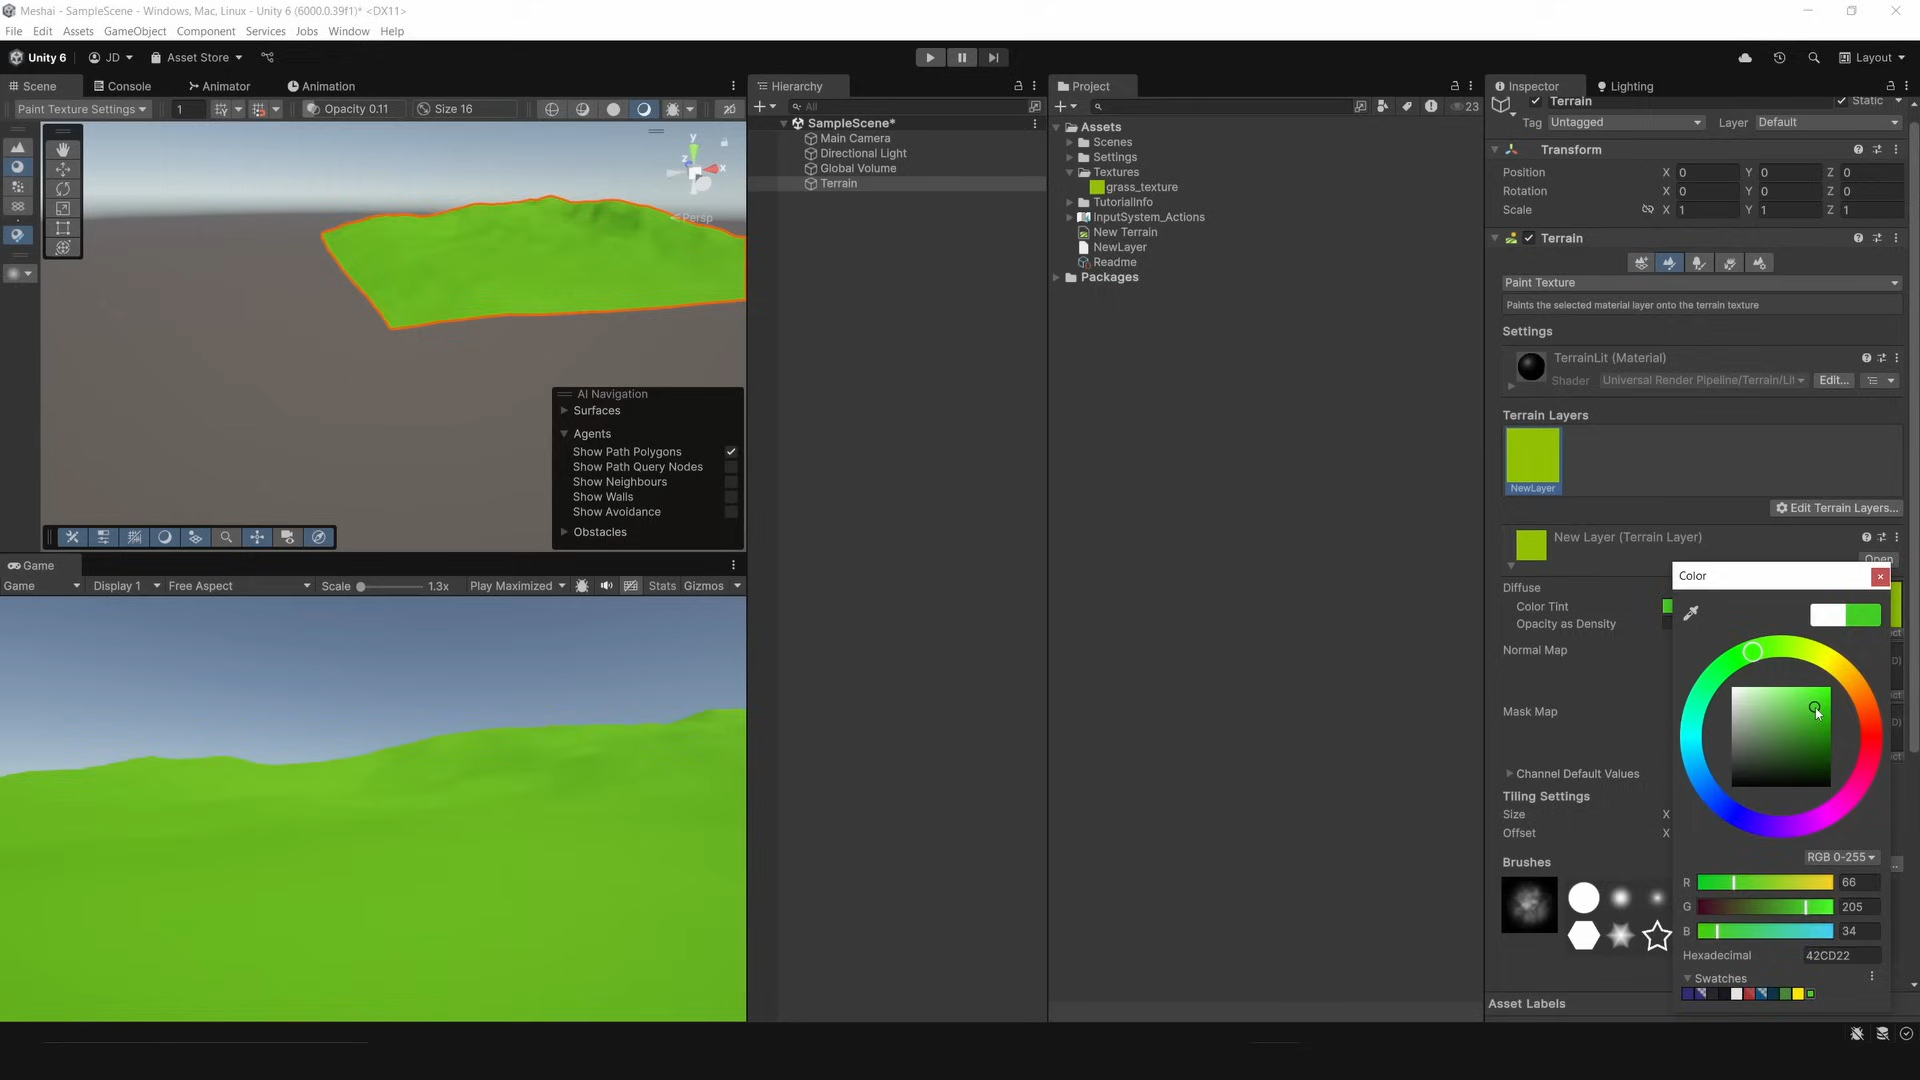 Meshai - SampleScene - Windows, Mac, Linux - Unity 6 (6000.0.39f1)* <DX11>
File Edit Assets GameObject Component Services Jobs Window Help
Unity 6 JD Asset Store Layout
Scene Console Animator Animation
Paint Texture Settings 1 Opacity 0.11 Size 16
y
z
x
Persp
AI Navigation
Surfaces
Agents
Show Path Polygons
Show Path Query Nodes
Show Neighbours
Show Walls
Show Avoidance
Obstacles
Game
Game Display 1 Free Aspect Scale 1.3x Play Maximized Stats Gizmos
Hierarchy
All
SampleScene*
Main Camera
Directional Light
Global Volume
Terrain
Project
23
Assets
Scenes
Settings
Textures
grass_texture
TutorialInfo
InputSystem_Actions
New Terrain
NewLayer
Readme
Packages
Inspector Lighting
Terrain Static
Tag Untagged Layer Default
Transform
Position X 0 Y 0 Z 0
Rotation X 0 Y 0 Z 0
Scale X 1 Y 1 Z 1
Terrain
Paint Texture
Paints the selected material layer onto the terrain texture
Settings
TerrainLit (Material)
Shader Universal Render Pipeline/Terrain/Lit Edit...
Terrain Layers
NewLayer
Edit Terrain Layers...
New Layer (Terrain Layer)
Open
Diffuse
Color Tint
Opacity as Density
Normal Map
Mask Map
Channel Default Values
Tiling Settings
Size X
Offset X
Brushes
Asset Labels
Color
RGB 0-255
R 66
G 205
B 34
Hexadecimal 42CD22
Swatches